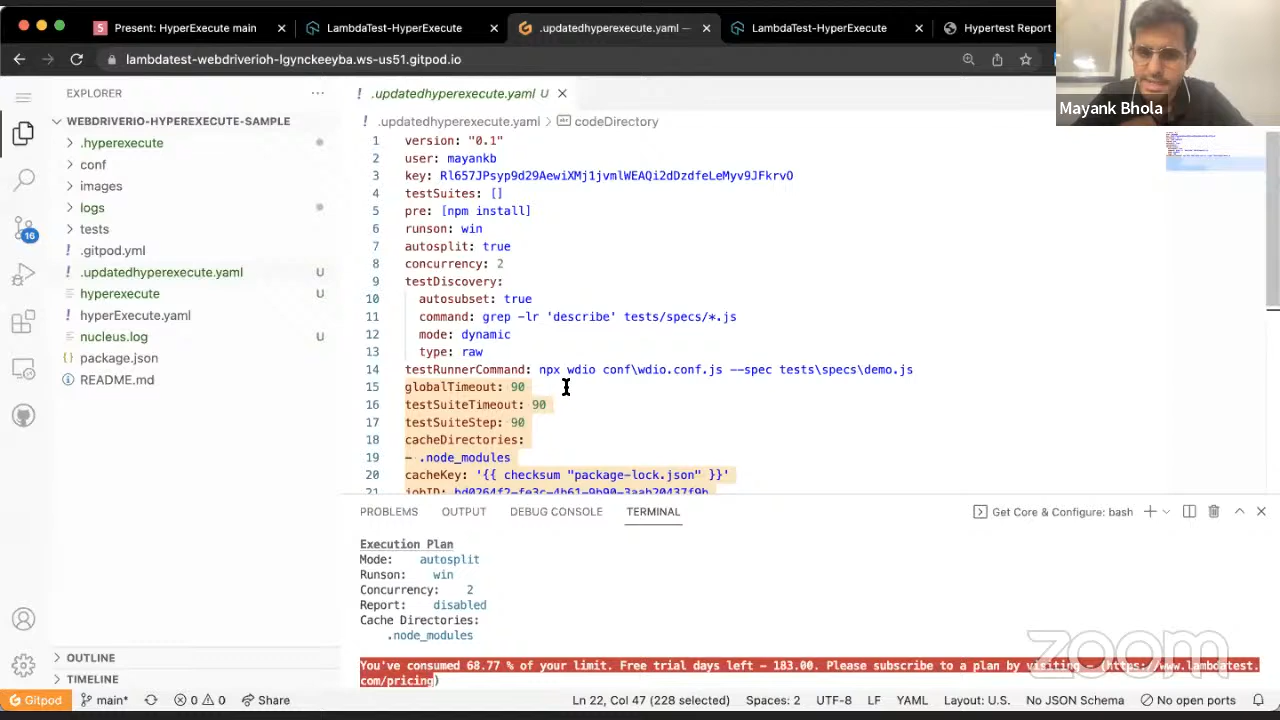 Present: HyperExecute main
LambdaTest-HyperExecute
.updatedhyperexecute.yaml —
LambdaTest-HyperExecute
Hypertest Report
lambdatest-webdriverioh-lgynckeeyba.ws-us51.gitpod.io
Mayank Bhola
EXPLORER
WEBDRIVERIO-HYPEREXECUTE-SAMPLE
.hyperexecute
conf
images
logs
tests
.gitpod.yml
.updatedhyperexecute.yaml U
hyperexecute U
hyperExecute.yaml
nucleus.log U
package.json
README.md
OUTLINE
TIMELINE
16
! .updatedhyperexecute.yaml U
! .updatedhyperexecute.yaml > codeDirectory
1 version: "0.1"
2 user: mayankb
3 key: Rl657JPsyp9d29AewiXMj1jvmlWEAQi2dDzdfeLeMyv9JFkrvO
4 testSuites: []
5 pre: [npm install]
6 runson: win
7 autosplit: true
8 concurrency: 2
9 testDiscovery:
10 autosubset: true
11 command: grep -lr 'describe' tests/specs/*.js
12 mode: dynamic
13 type: raw
14 testRunnerCommand: npx wdio conf\wdio.conf.js --spec tests\specs\demo.js
15 globalTimeout: 90
16 testSuiteTimeout: 90
17 testSuiteStep: 90
18 cacheDirectories:
19 - .node_modules
20 cacheKey: '{{ checksum "package-lock.json" }}'
21 jobID: bd0264f2-fe3c-4b61-9b90-3aab20437f9b
PROBLEMS OUTPUT DEBUG CONSOLE TERMINAL
Get Core & Configure: bash
Execution Plan
Mode: autosplit
Runson: win
Concurrency: 2
Report: disabled
Cache Directories:
.node_modules
You've consumed 68.77 % of your limit. Free trial days left - 183.00. Please subscribe to a plan by visiting - (https://www.lambdatest.
com/pricing)
zoom
Gitpod main* 0 0 Share Ln 22, Col 47 (228 selected) Spaces: 2 UTF-8 LF YAML Layout: U.S. No JSON Schema No open ports